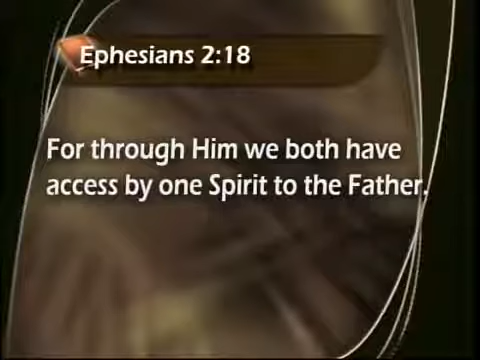 Ephesians 2:18
For through Him we both have
access by one Spirit to the Father.